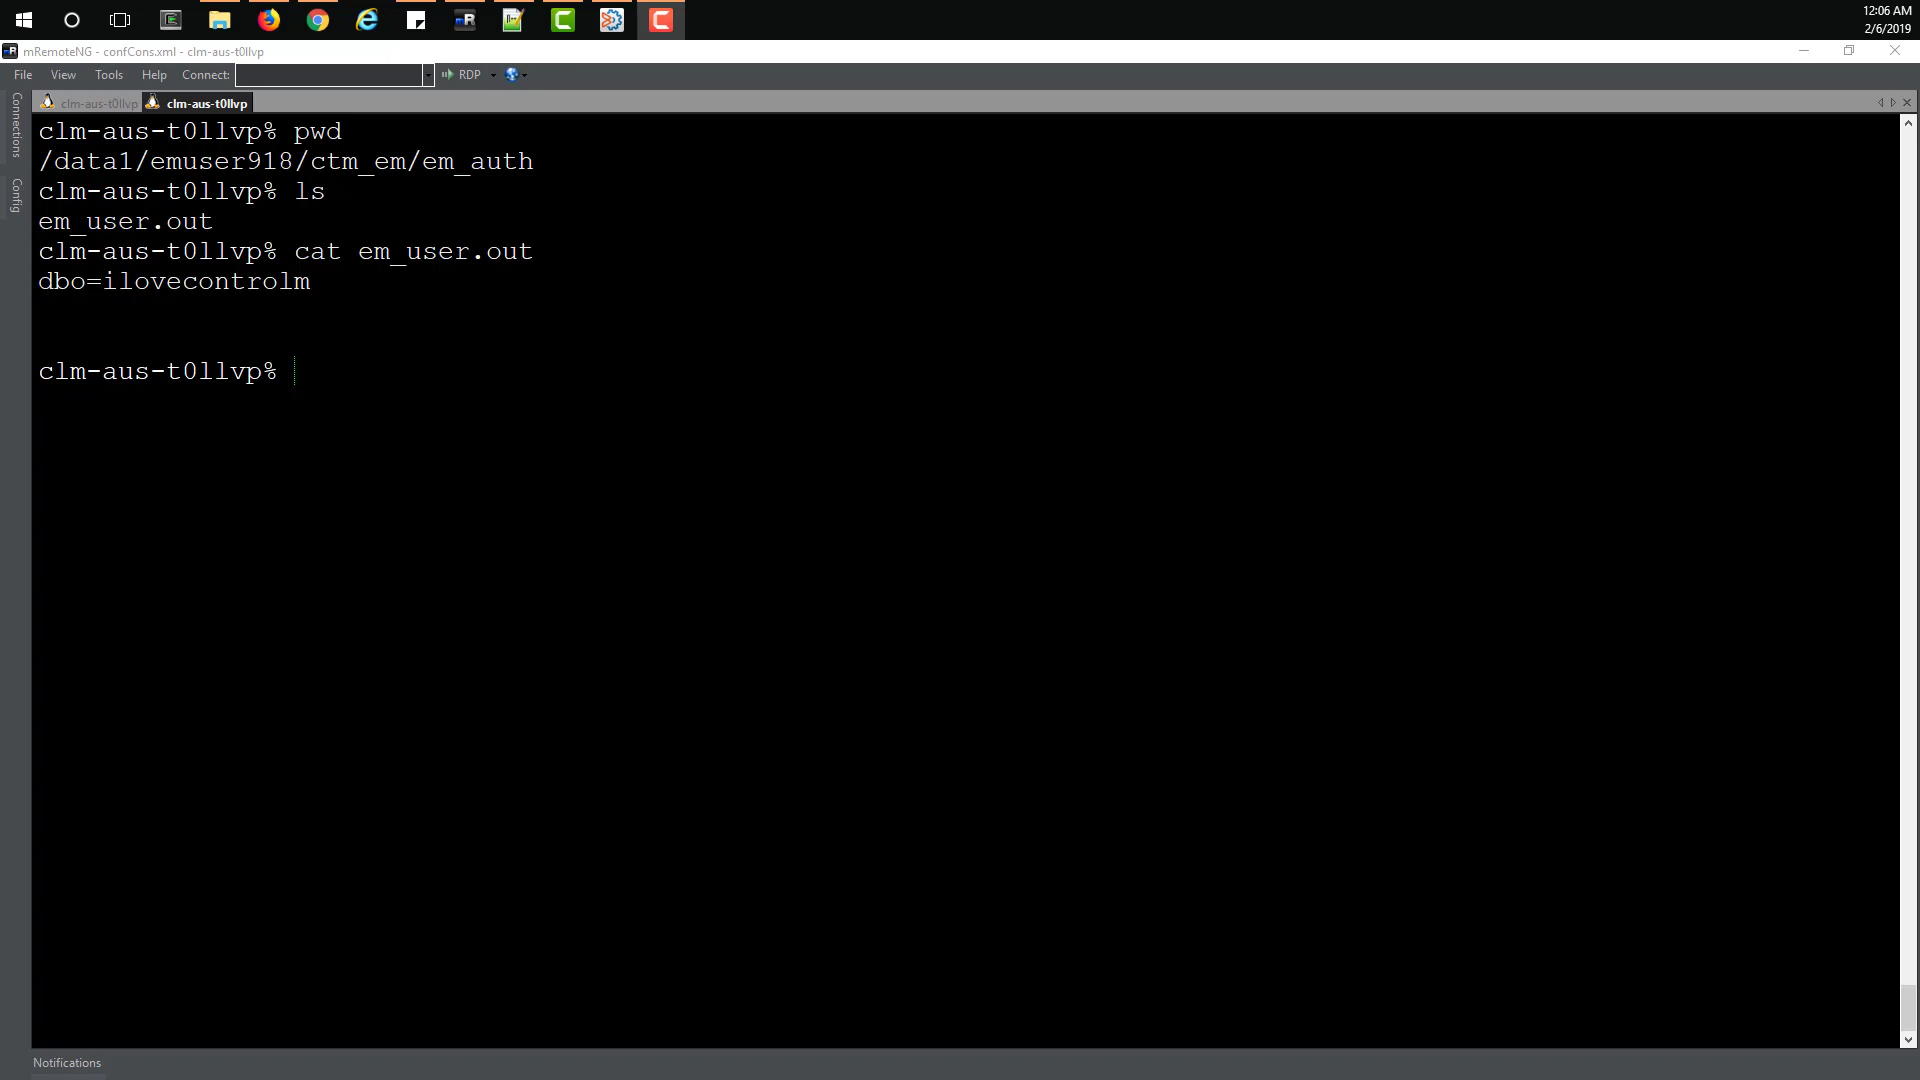 12:06 AM
2/6/2019
mRemoteNG - confCons.xml - clm-aus-t0llvp
File View Tools Help Connect: RDP
clm-aus-t0llvp clm-aus-t0llvp
Connections
Config
clm-aus-t0llvp% pwd
/data1/emuser918/ctm_em/em_auth
clm-aus-t0llvp% ls
em_user.out
clm-aus-t0llvp% cat em_user.out
dbo=ilovecontrolm
clm-aus-t0llvp%
Notifications